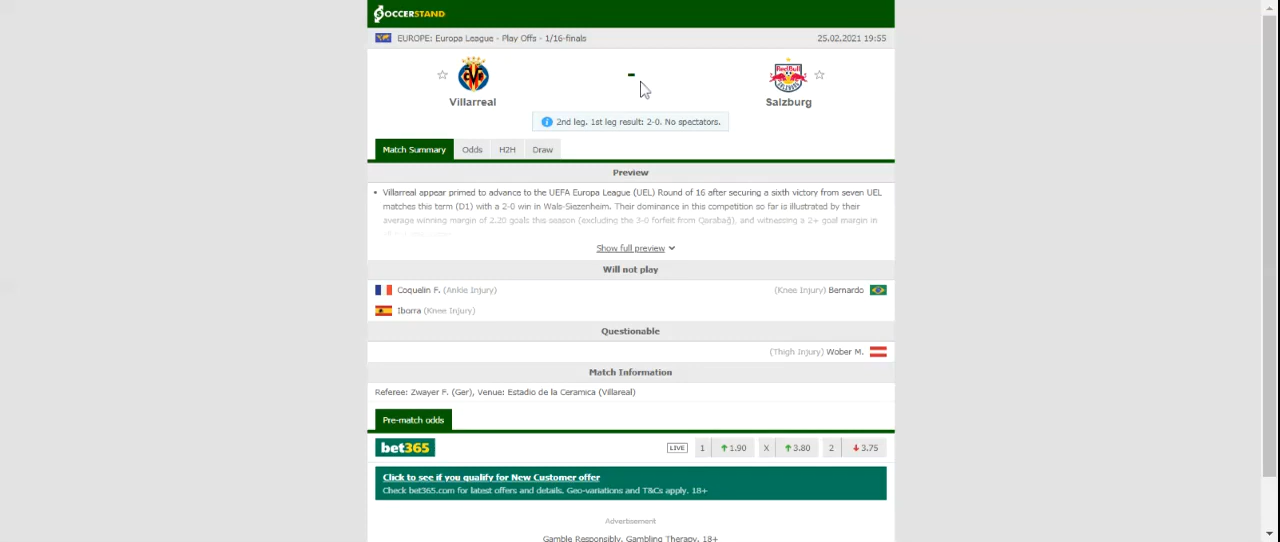 SOCCERSTAND
EUROPE: Europa League - Play Offs - 1/16-finals 25.02.2021 19:55
-
Villarreal Salzburg
2nd leg. 1st leg result: 2-0. No spectators.
Match Summary Odds H2H Draw
Preview
• Villarreal appear primed to advance to the UEFA Europa League (UEL) Round of 16 after securing a sixth victory from seven UEL
matches this term (D1) with a 2-0 win in Wals-Siezenheim. Their dominance in this competition so far is illustrated by their
average winning margin of 2.20 goals this season (excluding the 3-0 forfeit from Qarabağ), and witnessing a 2+ goal margin in
Show full preview
Will not play
Coquelin F. (Ankle Injury) (Knee Injury) Bernardo
Iborra (Knee Injury)
Questionable
(Thigh Injury) Wober M.
Match Information
Referee: Zwayer F. (Ger), Venue: Estadio de la Ceramica (Villareal)
Pre-match odds
bet365 LIVE 1 1.90 X 3.80 2 3.75
Click to see if you qualify for New Customer offer
Check bet365.com for latest offers and details. Geo-variations and T&Cs apply. 18+
Advertisement
Gamble Responsibly. Gambling Therapy. 18+